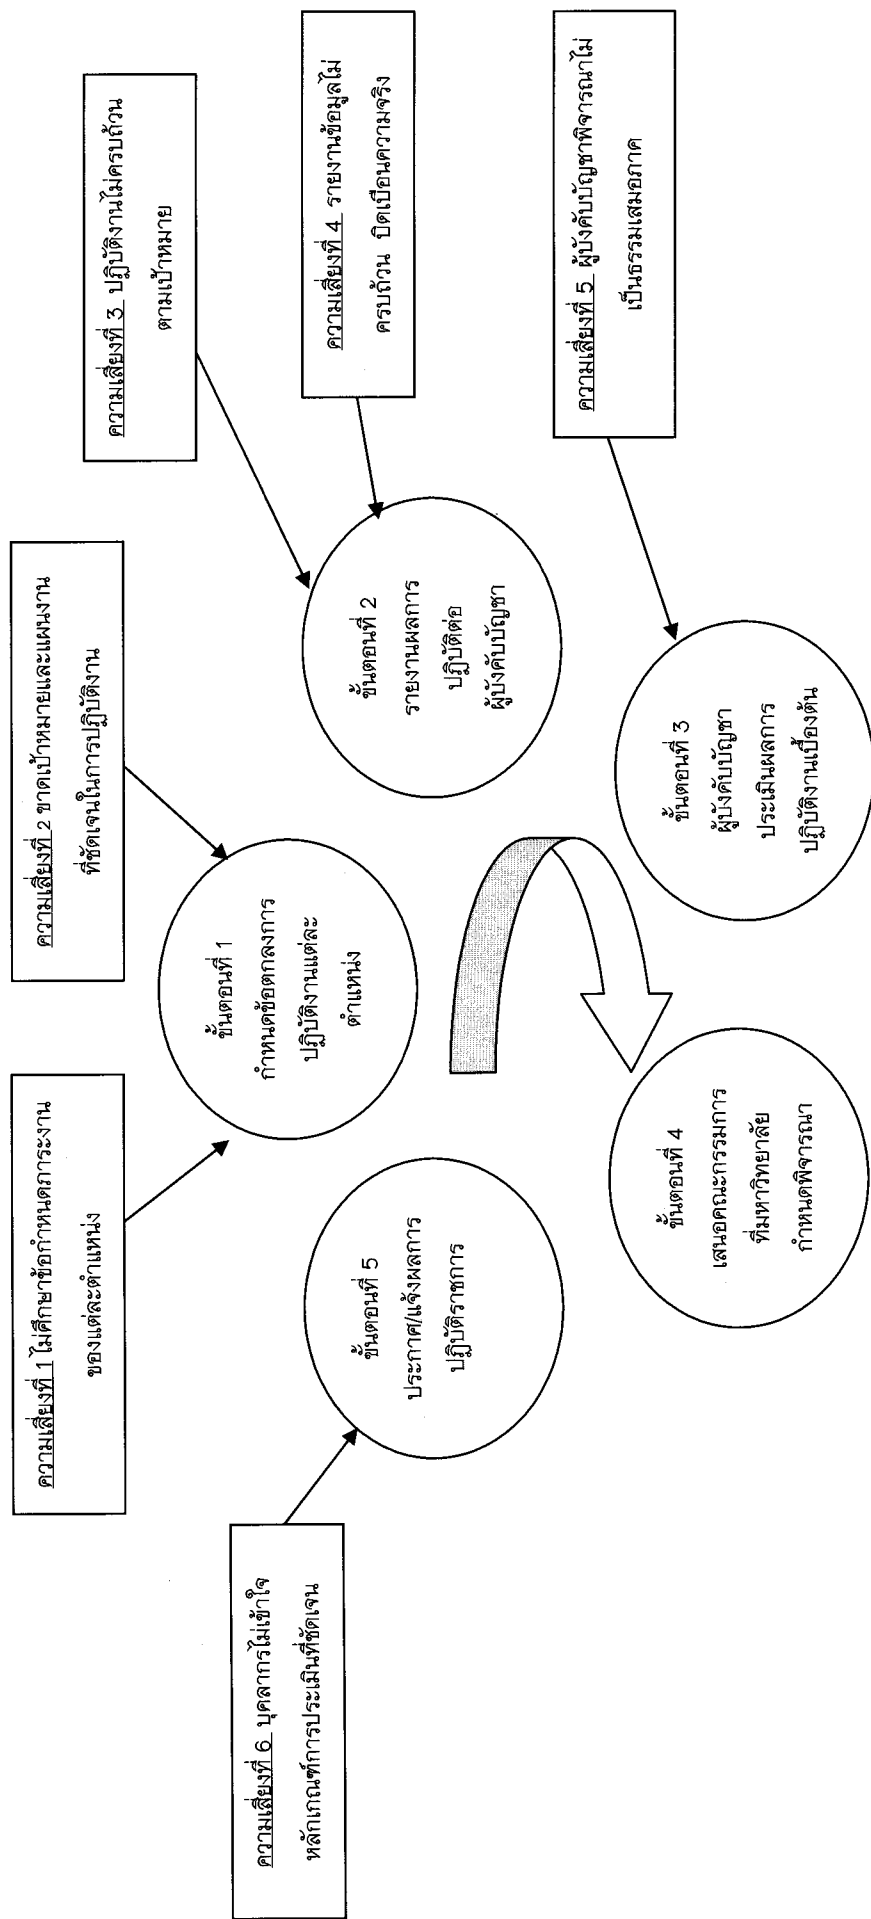 ความเสี่ยงที่ 1 ไม่ศึกษาข้อกำหนดภาระงาน
ของแต่ละตำแหน่ง
ความเสี่ยงที่ 2 ขาดเป้าหมายและแผนงาน
ที่ชัดเจนในการปฏิบัติงาน
ความเสี่ยงที่ 3 ปฏิบัติงานไม่ครบถ้วน
ตามเป้าหมาย
ความเสี่ยงที่ 4 รายงานข้อมูลไม่
ครบถ้วน บิดเบือนความจริง
ความเสี่ยงที่ 5 ผู้บังคับบัญชาพิจารณาไม่
เป็นธรรมเสมอภาค
ความเสี่ยงที่ 6 บุคลากรไม่เข้าใจ
หลักเกณฑ์การประเมินที่ชัดเจน
ขั้นตอนที่ 1
กำหนดข้อตกลงการ
ปฏิบัติงานแต่ละ
ตำแหน่ง
ขั้นตอนที่ 2
รายงานผลการ
ปฏิบัติต่อ
ผู้บังคับบัญชา
ขั้นตอนที่ 3
ผู้บังคับบัญชา
ประเมินผลการ
ปฏิบัติงานเบื้องต้น
ขั้นตอนที่ 4
เสนอคณะกรรมการ
ที่มหาวิทยาลัย
กำหนดพิจารณา
ขั้นตอนที่ 5
ประกาศ/แจ้งผลการ
ปฏิบัติราชการ